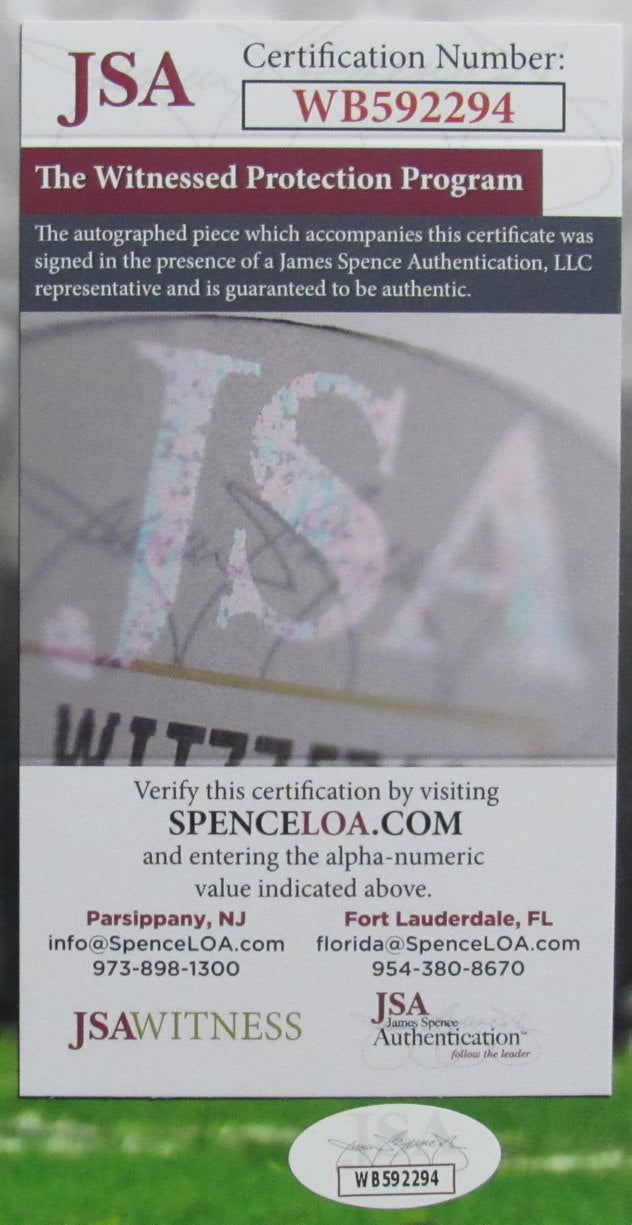 JSA
Certification Number:
WB592294
The Witnessed Protection Program
The autographed piece which accompanies this certificate was
signed in the presence of a James Spence Authentication, LLC
representative and is guaranteed to be authentic.
JSA
Verify this certification by visiting
SPENCELOA.COM
and entering the alpha-numeric
value indicated above.
Parsippany, NJ
info@SpenceLOA.com
973-898-1300
Fort Lauderdale, FL
florida@SpenceLOA.com
954-380-8670
JSAWITNESS
JSA
James Spence
Authentication™
follow the leader
JSA
WB592294